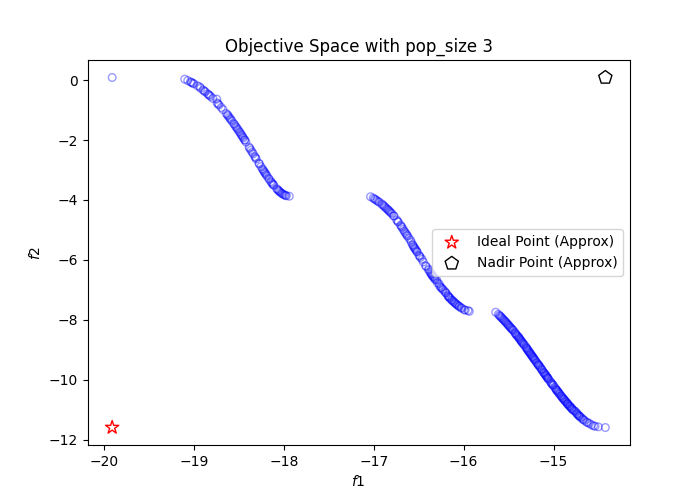 Objective Space with pop_size 3
0
−2
−4
−6
−8
−10
−12
f2
Ideal Point (Approx)
Nadir Point (Approx)
−20
−19
−18
−17
−16
−15
f1